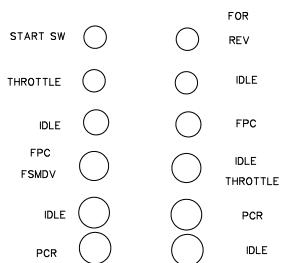 FOR
START SW
REV
THROTTLE
IDLE
IDLE
FPC
FPC
FSMDV
IDLE
THROTTLE
IDLE
PCR
PCR
IDLE